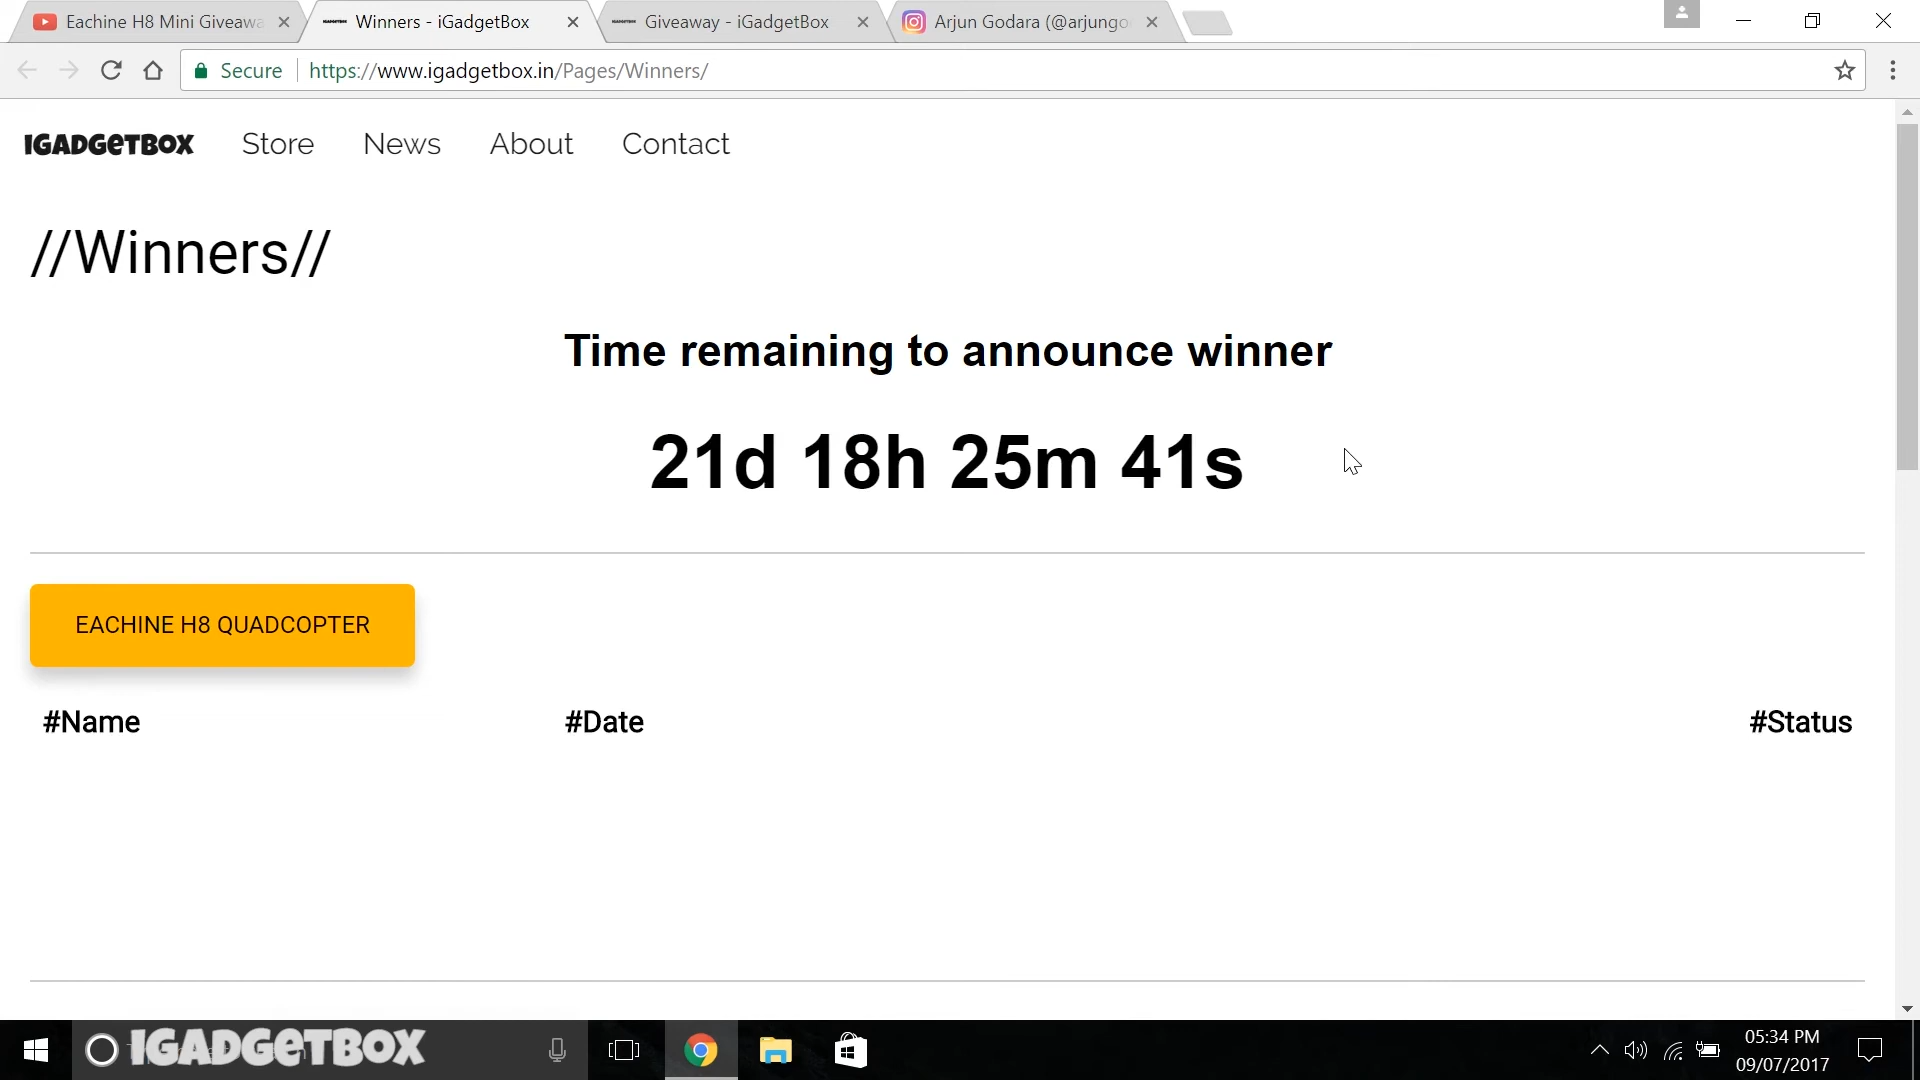 Eachine H8 Mini Giveaw
Winners - iGadgetBox
Giveaway - iGadgetBox
Arjun Godara (@arjungo
Secure
https://www.igadgetbox.in/Pages/Winners/
IGADGETBOX
Store
News
About
Contact
//Winners//
Time remaining to announce winner
21d 18h 25m 41s
EACHINE H8 QUADCOPTER
#Name
#Date
#Status
IGADGETBOX
05:34 PM
09/07/2017